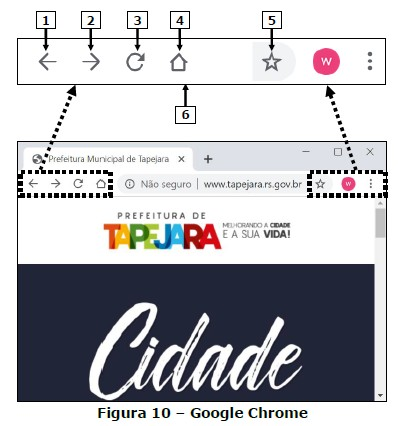 1 2 3 4 5
6
W
Prefeitura Municipal de Tapejara
Não seguro | www.tapejara.rs.gov.br
W
PREFEITURA DE
TAPEJARA
MELHORANDO A CIDADE
E A SUA VIDA!
Cidade
Figura 10 – Google Chrome